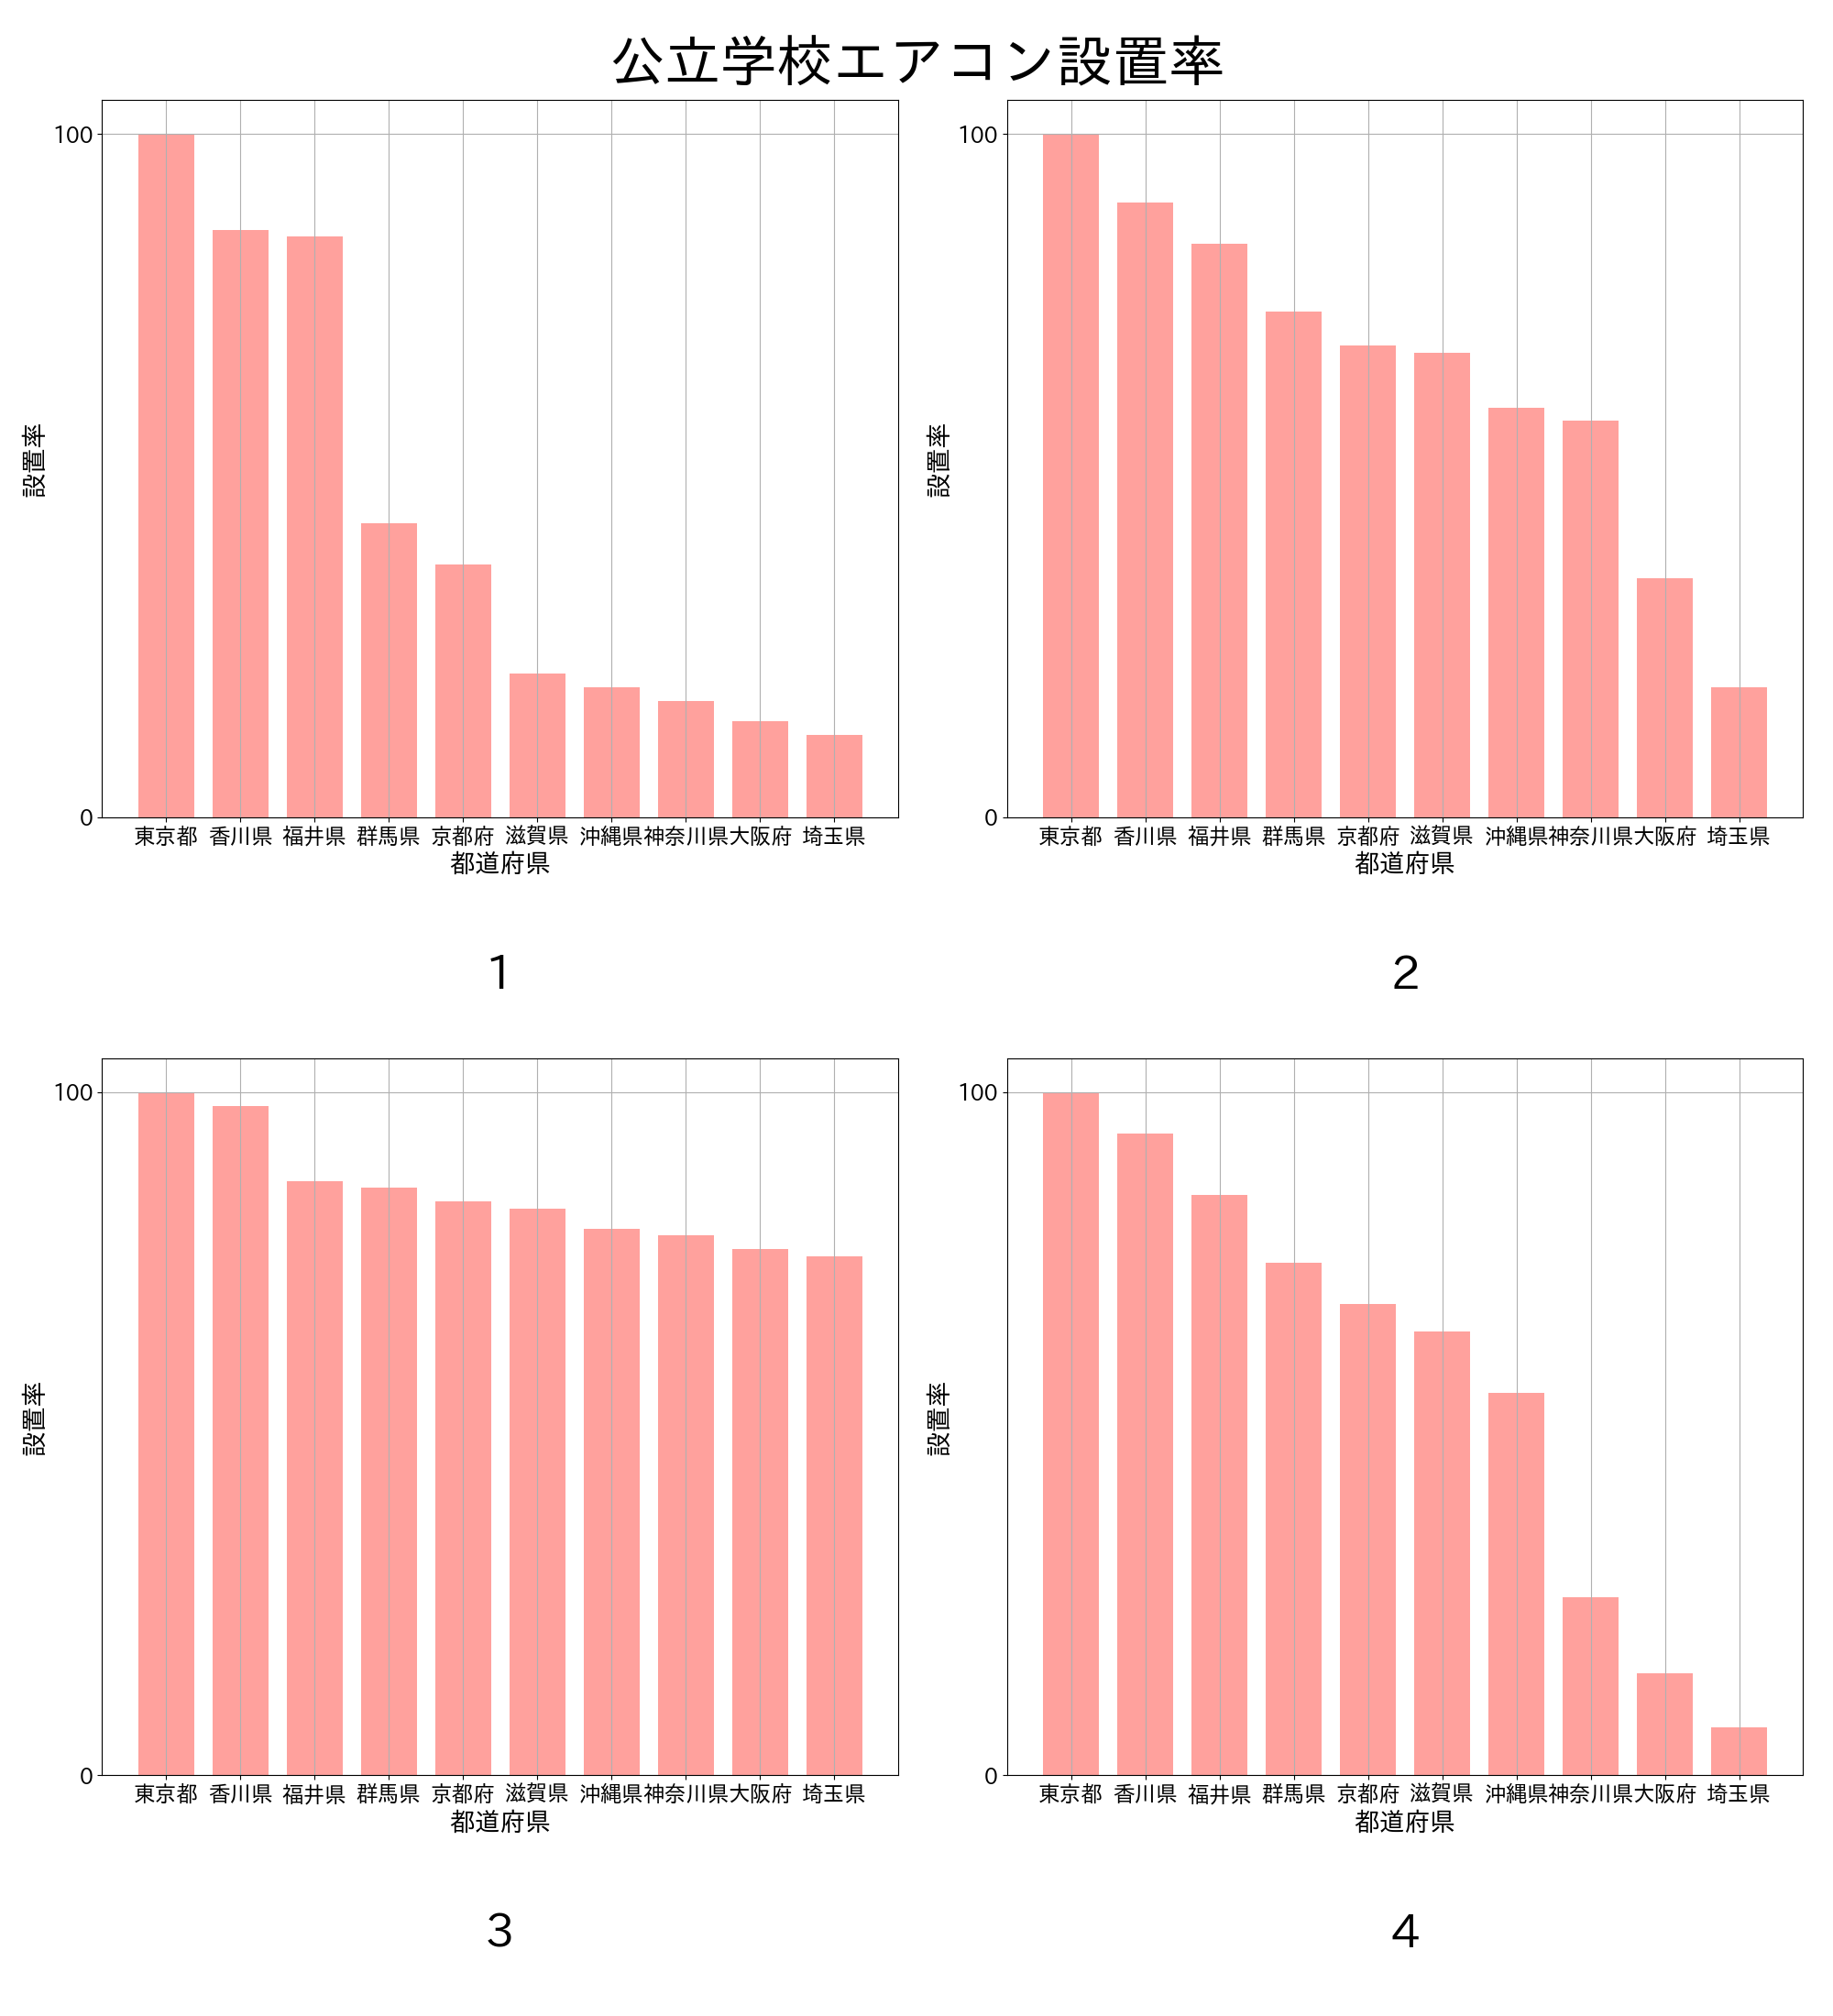 公立学校エアコン設置率
100
設置率
0
東京都 香川県 福井県 群馬県 京都府 滋賀県 沖縄県 神奈川県 大阪府 埼玉県
都道府県
1
100
設置率
0
東京都 香川県 福井県 群馬県 京都府 滋賀県 沖縄県 神奈川県 大阪府 埼玉県
都道府県
2
100
設置率
0
東京都 香川県 福井県 群馬県 京都府 滋賀県 沖縄県 神奈川県 大阪府 埼玉県
都道府県
3
100
設置率
0
東京都 香川県 福井県 群馬県 京都府 滋賀県 沖縄県 神奈川県 大阪府 埼玉県
都道府県
4